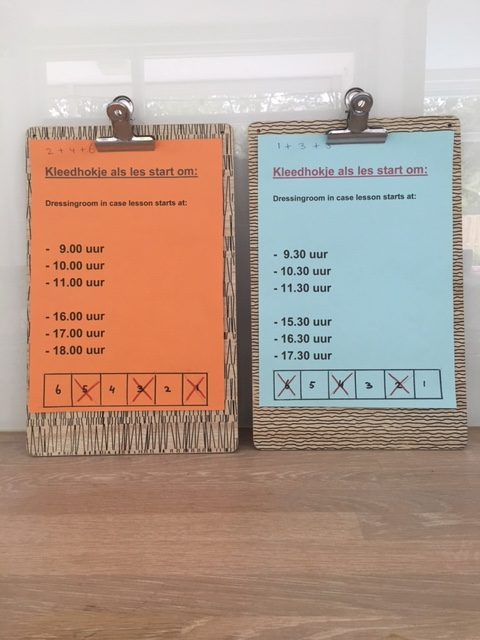 2 + 4 + 6
Kleedhokje als les start om:
Dressingroom in case lesson starts at:
- 9.00 uur
- 10.00 uur
- 11.00 uur
- 16.00 uur
- 17.00 uur
- 18.00 uur
6 5 4 3 2 1
1 + 3 + 5
Kleedhokje als les start om:
Dressingroom in case lesson starts at:
- 9.30 uur
- 10.30 uur
- 11.30 uur
- 15.30 uur
- 16.30 uur
- 17.30 uur
6 5 4 3 2 1